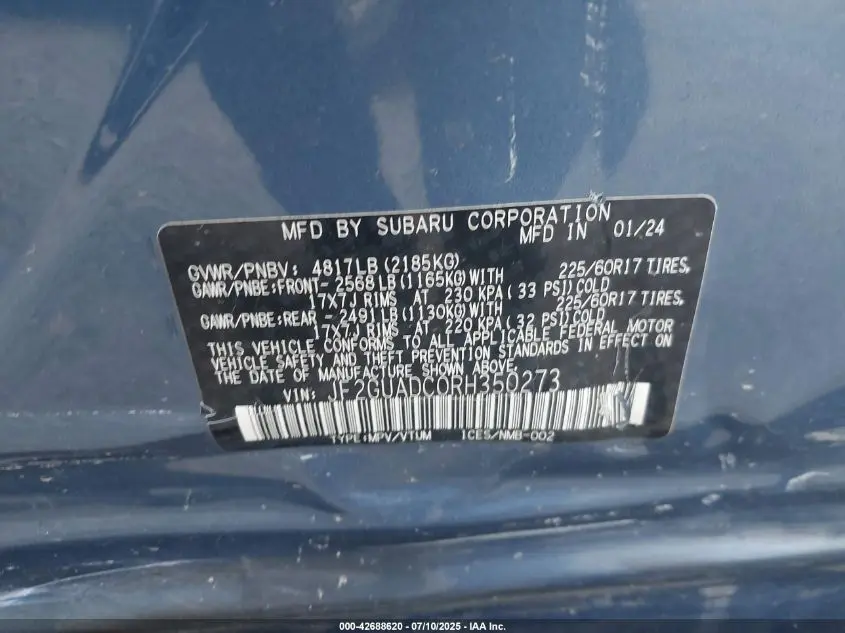 MFD BY SUBARU CORPORATION
MFD IN 01/24
GVWR/PNBV: 4817LB (2185KG)
GAWR/PNBE:FRONT- 2568LB (1165KG) WITH 225/60R17 TIRES,
17X7J RIMS AT 230 KPA ( 33 PSI) COLD
GAWR/PNBE:REAR - 2491LB (1130KG) WITH 225/60R17 TIRES,
17X7J RIMS AT 220 KPA ( 32 PSI) COLD
THIS VEHICLE CONFORMS TO ALL APPLICABLE FEDERAL MOTOR
VEHICLE SAFETY AND THEFT PREVENTION STANDARDS IN EFFECT ON
THE DATE OF MANUFACTURE SHOWN ABOVE.
VIN: JF2GUADC0RH350273
TYPE:MPV/VTUM ICES/NMB-002
000-42688620 - 07/10/2025 - IAA Inc.